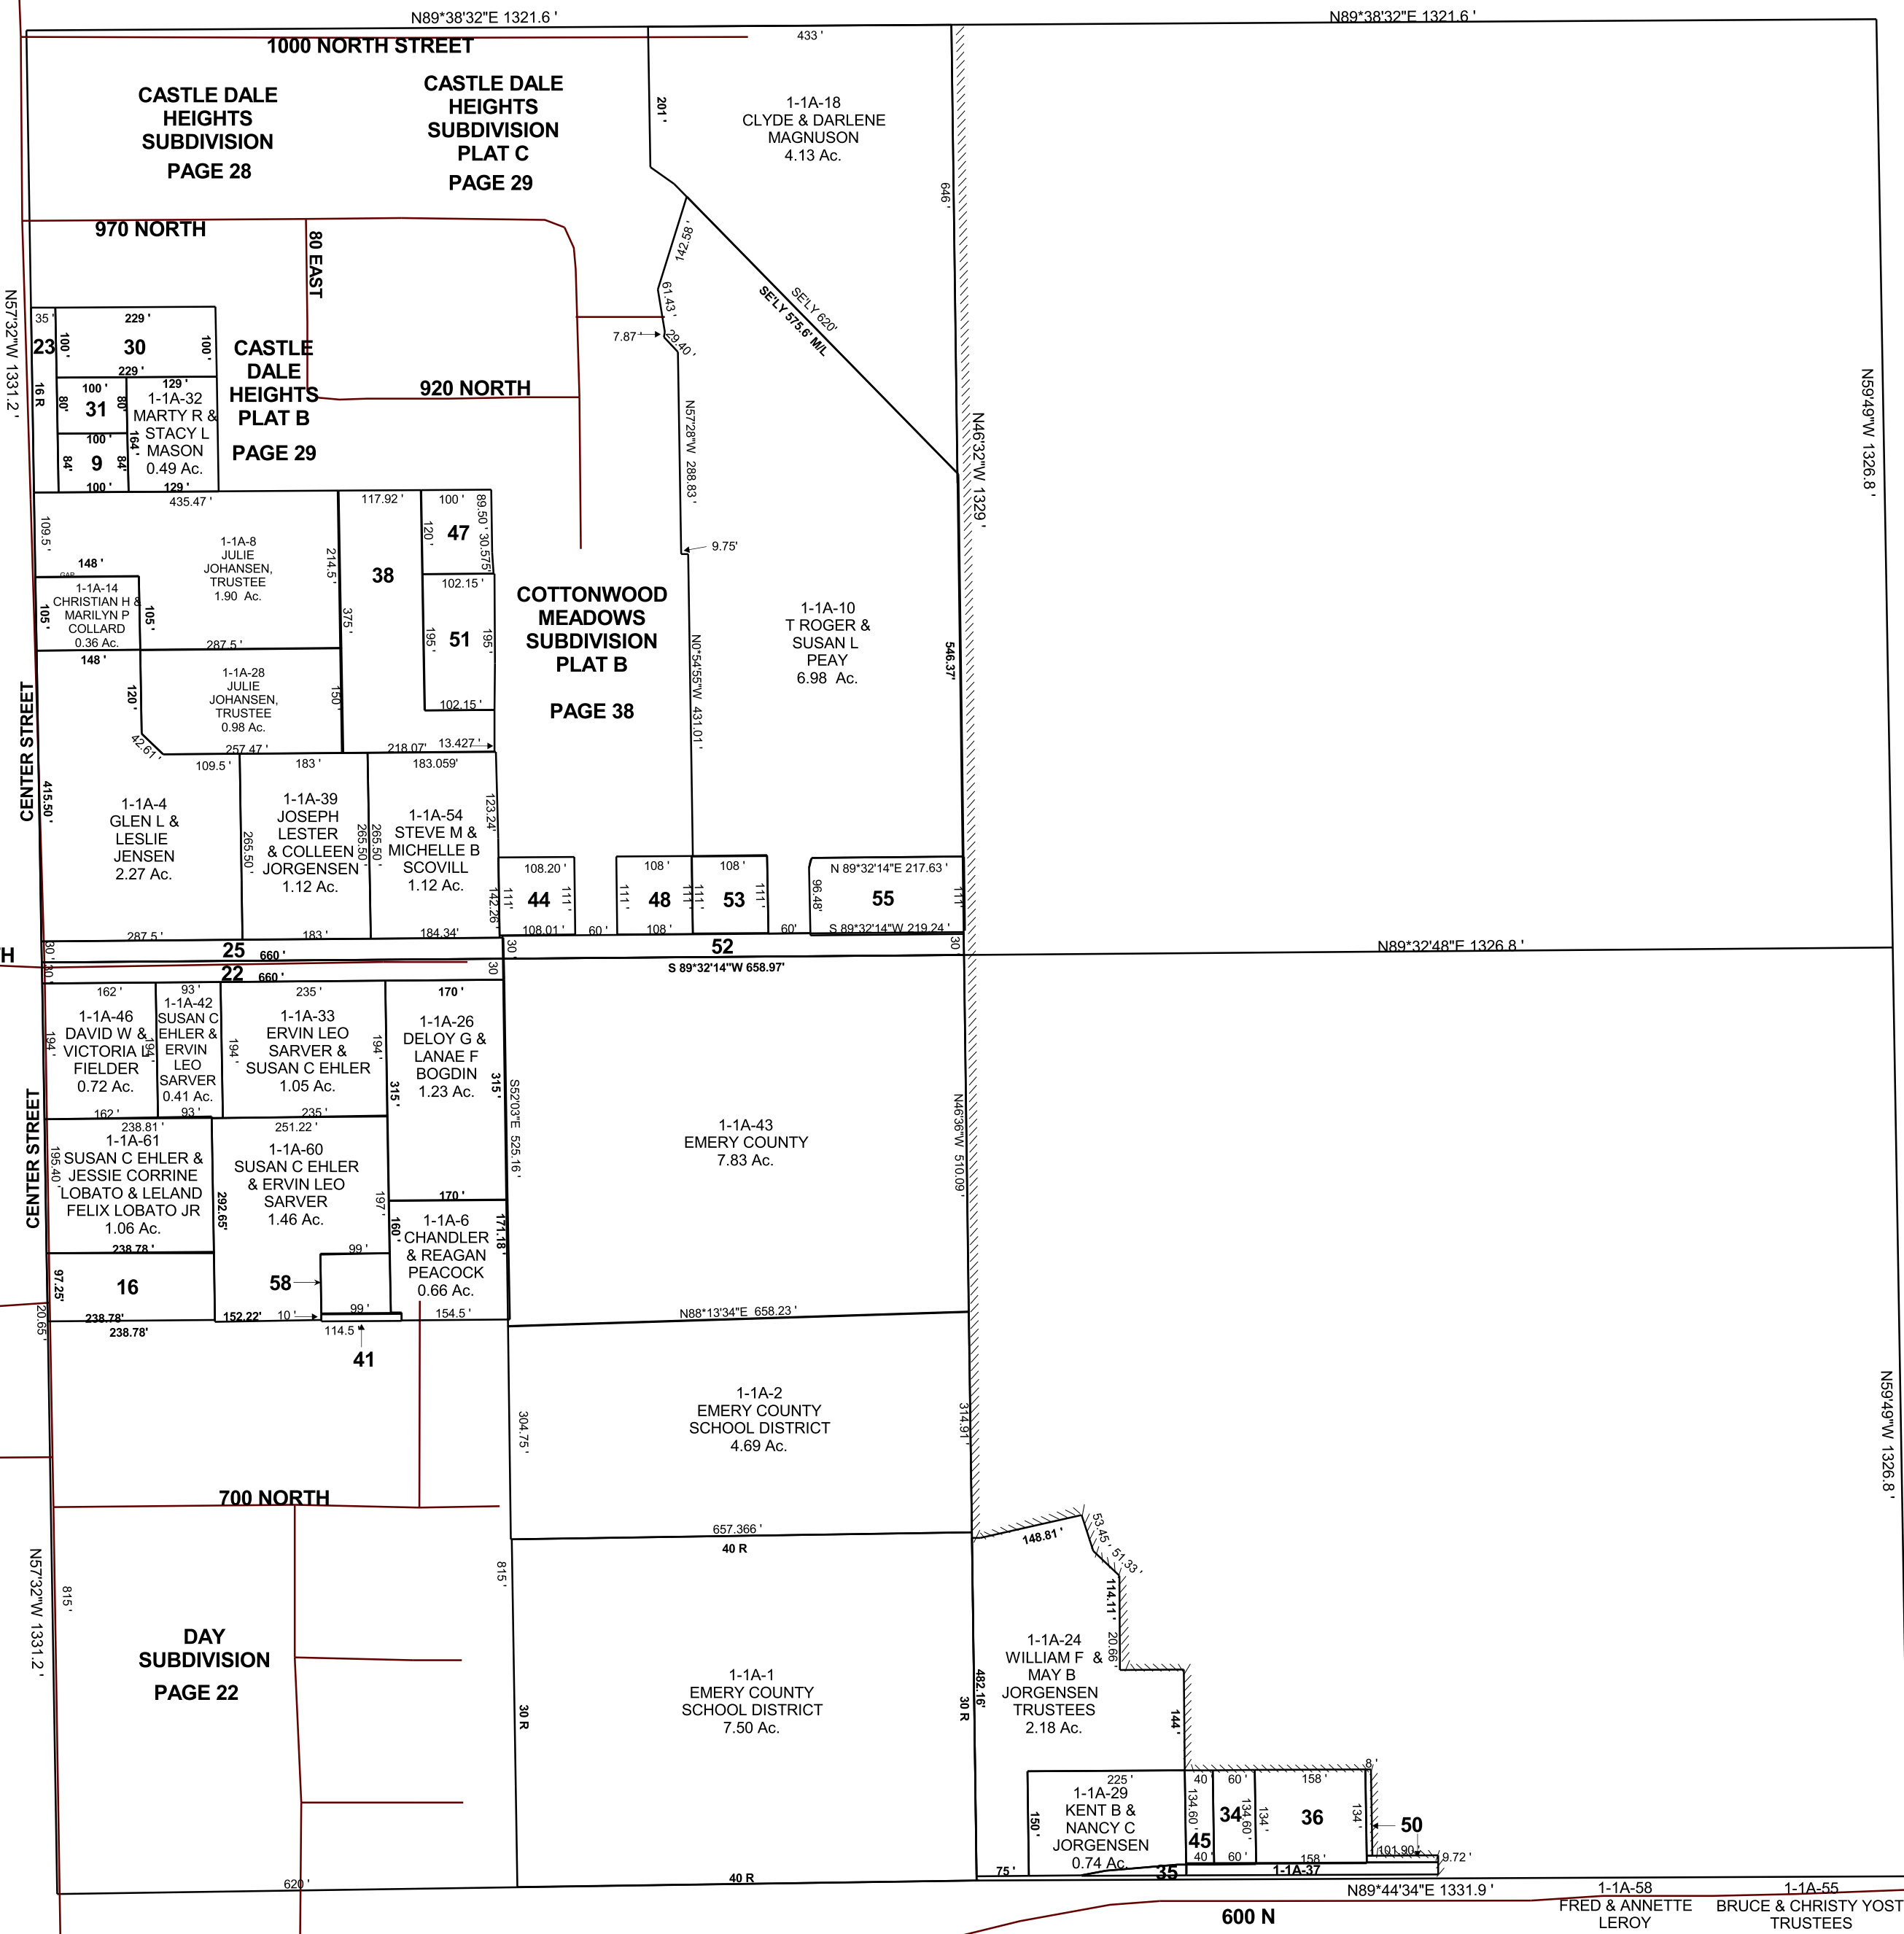 N89*38'32"E 1321.6 '
N89*38'32"E 1321.6 '
1000 NORTH STREET
433 '
CASTLE DALE
HEIGHTS
SUBDIVISION
PAGE 28
CASTLE DALE
HEIGHTS
SUBDIVISION
PLAT C
PAGE 29
201 '
1-1A-18
CLYDE & DARLENE
MAGNUSON
4.13 Ac.
646 '
970 NORTH
80 EAST
142.58 '
61.43 '
7.87 '
29.40 '
SE'LY 620'
SE'LY 575.6' M/L
N57'32"W 1331.2 '
35 '
229 '
23
100 '
30
100 '
229 '
16 R
100 '
129 '
80'
31
80'
100 '
84'
9
84'
100 '
164 '
1-1A-32
MARTY R &
STACY L
MASON
0.49 Ac.
129 '
CASTLE
DALE
HEIGHTS
PLAT B
PAGE 29
920 NORTH
N57'28"W 288.83 '
N46'32"W 1329 '
N59'49"W 1326.8 '
435.47 '
117.92 '
100 '
89.50 '
30.575'
109.5 '
1-1A-8
JULIE
JOHANSEN,
TRUSTEE
1.90 Ac.
214.5 '
375 '
38
120 '
47
102.15 '
9.75'
148 '
GAP
1-1A-14
CHRISTIAN H &
MARILYN P
COLLARD
0.36 Ac.
105 '
105 '
148 '
287.5 '
195 '
51
195 '
102.15 '
COTTONWOOD
MEADOWS
SUBDIVISION
PLAT B
PAGE 38
N0*54'55"W 431.01 '
1-1A-10
T ROGER &
SUSAN L
PEAY
6.98 Ac.
546.37'
1-1A-28
JULIE
JOHANSEN,
TRUSTEE
0.98 Ac.
120 '
150 '
42.61 '
257.47 '
218.07'
13.427 '
CENTER STREET
415.50 '
109.5 '
183 '
183.059'
1-1A-4
GLEN L &
LESLIE
JENSEN
2.27 Ac.
265.50 '
1-1A-39
JOSEPH
LESTER
& COLLEEN
JORGENSEN
1.12 Ac.
265.50 '
265.50 '
1-1A-54
STEVE M &
MICHELLE B
SCOVILL
1.12 Ac.
123.24'
142.26 '
287.5 '
183 '
184.34'
108.20 '
111'
44
111 '
108.01 '
60 '
108 '
111 '
48
111 '
108 '
108 '
111 '
53
111 '
60'
N 89*32'14"E 217.63 '
96.48'
55
111'
S 89*32'14"W 219.24 '
H
30 '
25
660 '
30
52
30
N89*32'48"E 1326.8 '
30 '
22
660 '
30
S 89*32'14"W 658.97'
162 '
93 '
235 '
170 '
194 '
1-1A-46
DAVID W &
VICTORIA L
FIELDER
0.72 Ac.
194 '
1-1A-42
SUSAN C
EHLER &
ERVIN
LEO
SARVER
0.41 Ac.
194 '
1-1A-33
ERVIN LEO
SARVER &
SUSAN C EHLER
1.05 Ac.
194 '
1-1A-26
DELOY G &
LANAE F
BOGDIN
1.23 Ac.
315 '
315 '
162 '
93 '
235 '
170 '
S52'03"E 525.16 '
1-1A-43
EMERY COUNTY
7.83 Ac.
N46'36"W 510.09 '
CENTER STREET
238.81 '
195.40 '
1-1A-61
SUSAN C EHLER &
JESSIE CORRINE
LOBATO & LELAND
FELIX LOBATO JR
1.06 Ac.
238.78 '
292.65'
251.22 '
1-1A-60
SUSAN C EHLER
& ERVIN LEO
SARVER
1.46 Ac.
197 '
160 '
1-1A-6
CHANDLER
& REAGAN
PEACOCK
0.66 Ac.
171.18 '
97.25'
16
58
99 '
99 '
20.65 '
238.78'
238.78'
152.22'
10 '
114.5 '
154.5 '
41
N88*13'34"E 658.23 '
304.75 '
1-1A-2
EMERY COUNTY
SCHOOL DISTRICT
4.69 Ac.
314.91 '
N59'49"W 1326.8 '
700 NORTH
657.366 '
40 R
N57'32"W 1331.2 '
815 '
815 '
148.81 '
53.45 '
51.33 '
114.11 '
20.66 '
DAY
SUBDIVISION
PAGE 22
30 R
1-1A-1
EMERY COUNTY
SCHOOL DISTRICT
7.50 Ac.
30 R
482.16'
1-1A-24
WILLIAM F &
MAY B
JORGENSEN
TRUSTEES
2.18 Ac.
144 '
225 '
150 '
1-1A-29
KENT B &
NANCY C
JORGENSEN
0.74 Ac.
40 '
134.60 '
45
40 '
60 '
34
134.60 '
60 '
158 '
134 '
36
134 '
158 '
8 '
50
101.90 '
9.72 '
75 '
35
1-1A-37
620 '
40 R
N89*44'34"E 1331.9 '
600 N
1-1A-58
FRED & ANNETTE
LEROY
1-1A-55
BRUCE & CHRISTY YOST
TRUSTEES